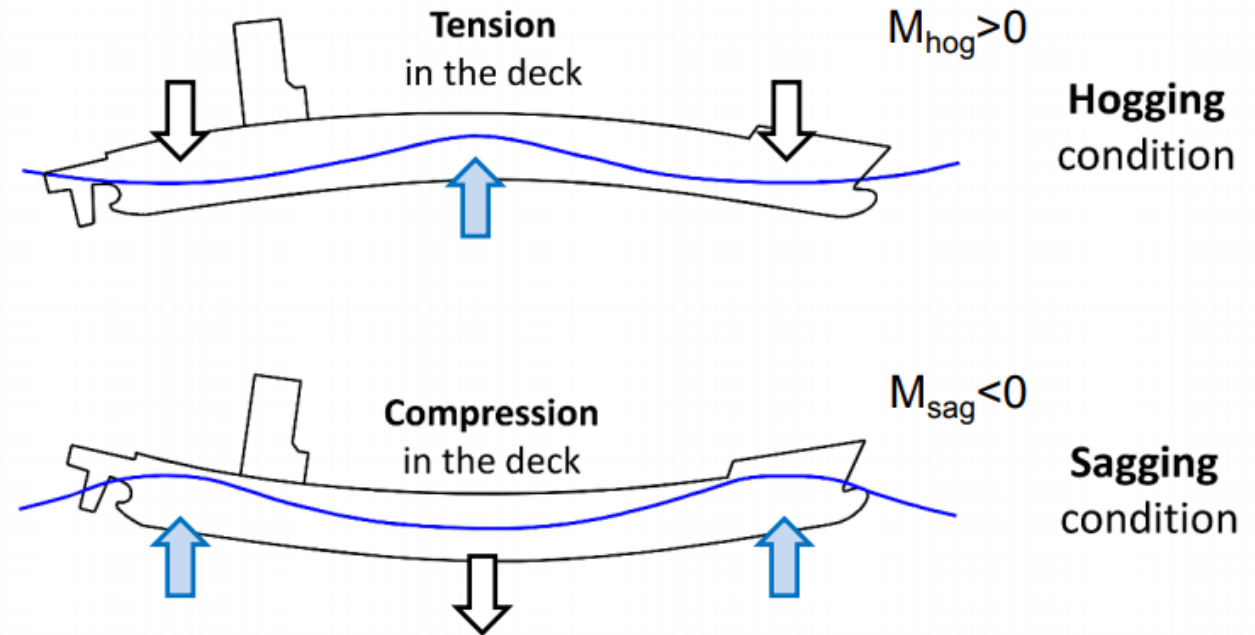 Tension
in the deck
M_hog>0
Hogging
condition
Compression
in the deck
M_sag<0
Sagging
condition